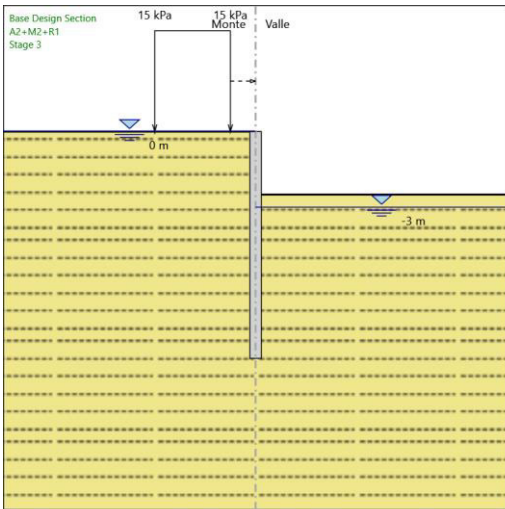 Base Design Section
A2+M2+R1
Stage 3
15 kPa
15 kPa
Monte
Valle
0 m
-3 m